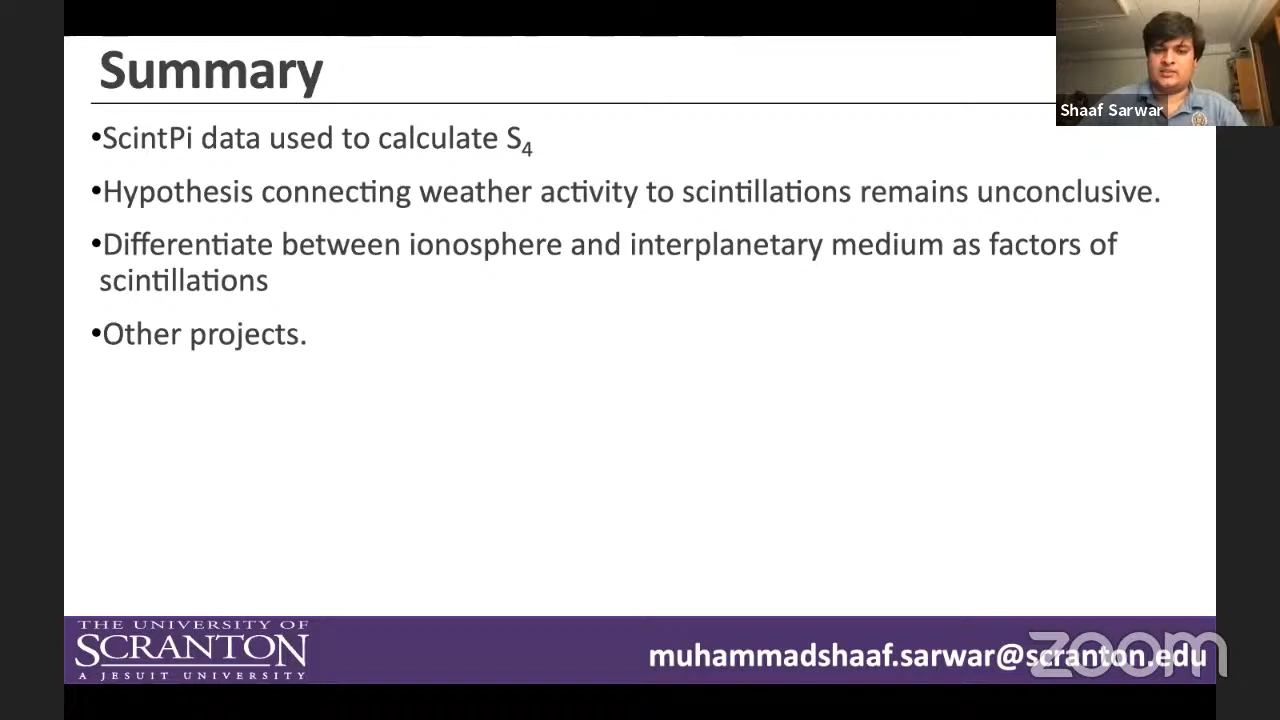 Summary
Shaaf Sarwar
•ScintPi data used to calculate S4
•Hypothesis connecting weather activity to scintillations remains unconclusive.
•Differentiate between ionosphere and interplanetary medium as factors of
scintillations
•Other projects.
THE UNIVERSITY OF
SCRANTON
A JESUIT UNIVERSITY
muhammadshaaf.sarwar@scranton.edu
zoom